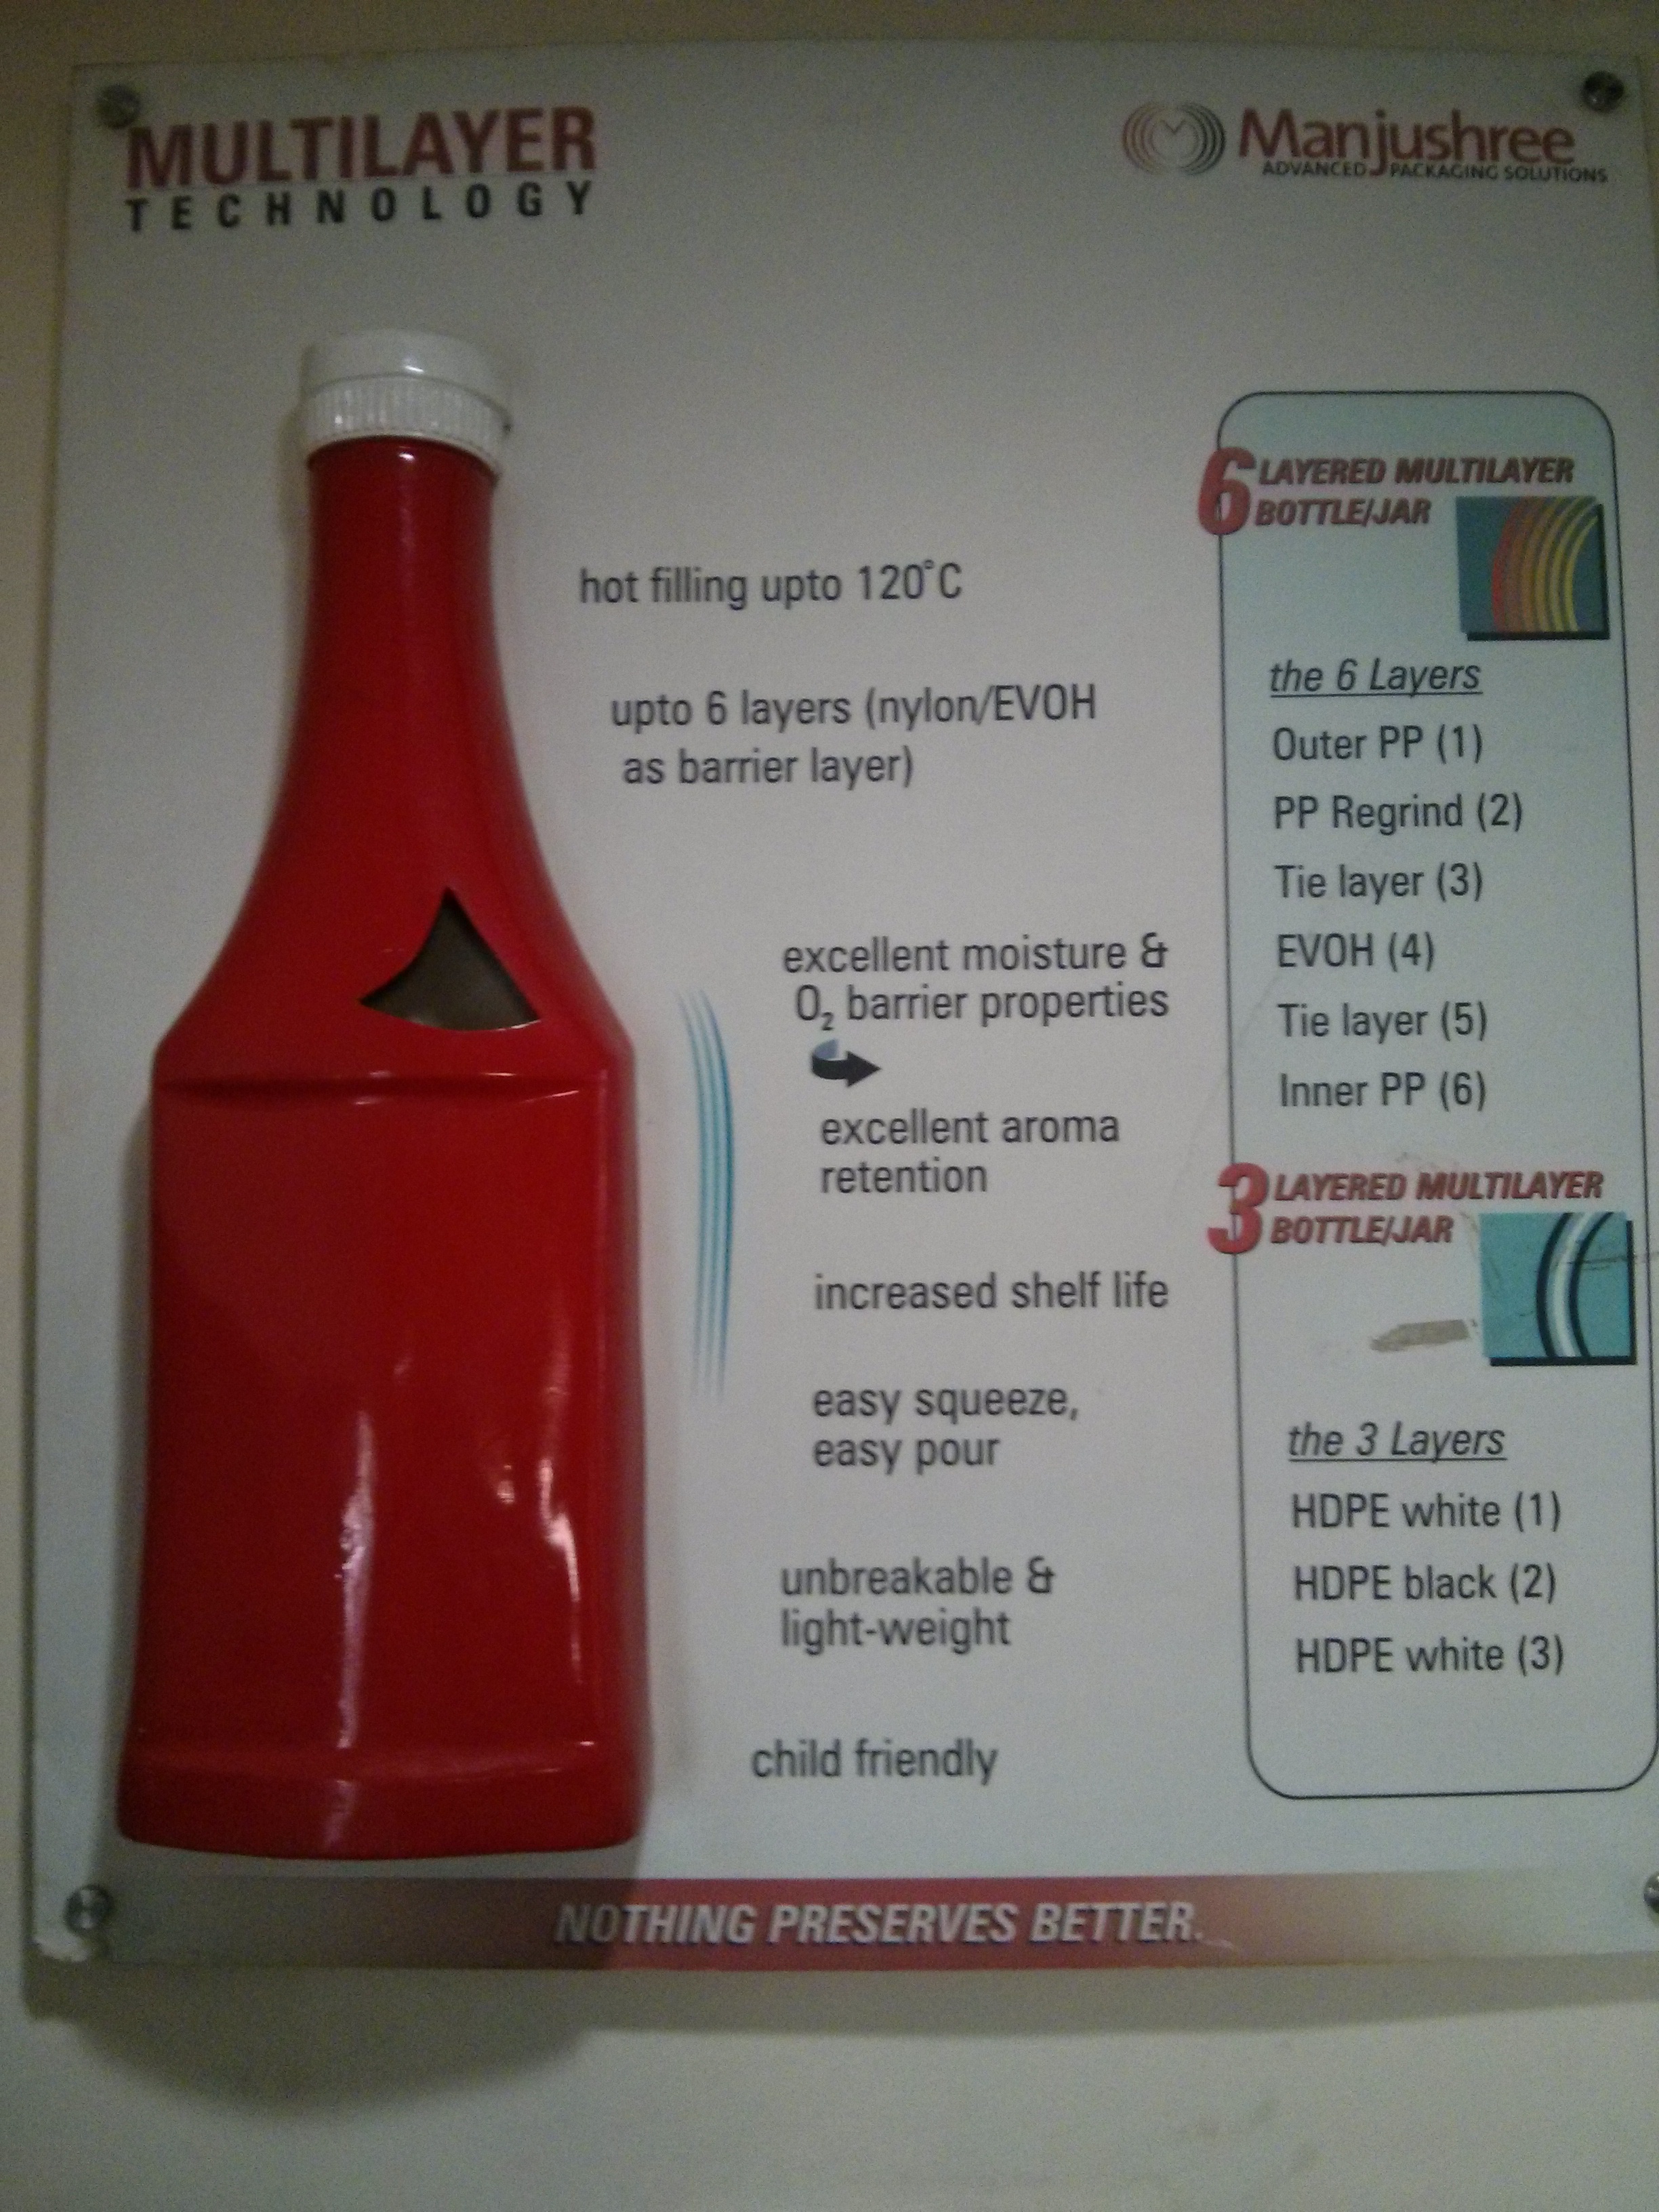 MULTILAYER
TECHNOLOGY
Manjushree
ADVANCED PACKAGING SOLUTIONS
hot filling upto 120°C
upto 6 layers (nylon/EVOH
as barrier layer)
excellent moisture &
O₂ barrier properties
excellent aroma
retention
increased shelf life
easy squeeze,
easy pour
unbreakable &
light-weight
child friendly
6 LAYERED MULTILAYER
BOTTLE/JAR
the 6 Layers
Outer PP (1)
PP Regrind (2)
Tie layer (3)
EVOH (4)
Tie layer (5)
Inner PP (6)
3 LAYERED MULTILAYER
BOTTLE/JAR
the 3 Layers
HDPE white (1)
HDPE black (2)
HDPE white (3)
NOTHING PRESERVES BETTER.